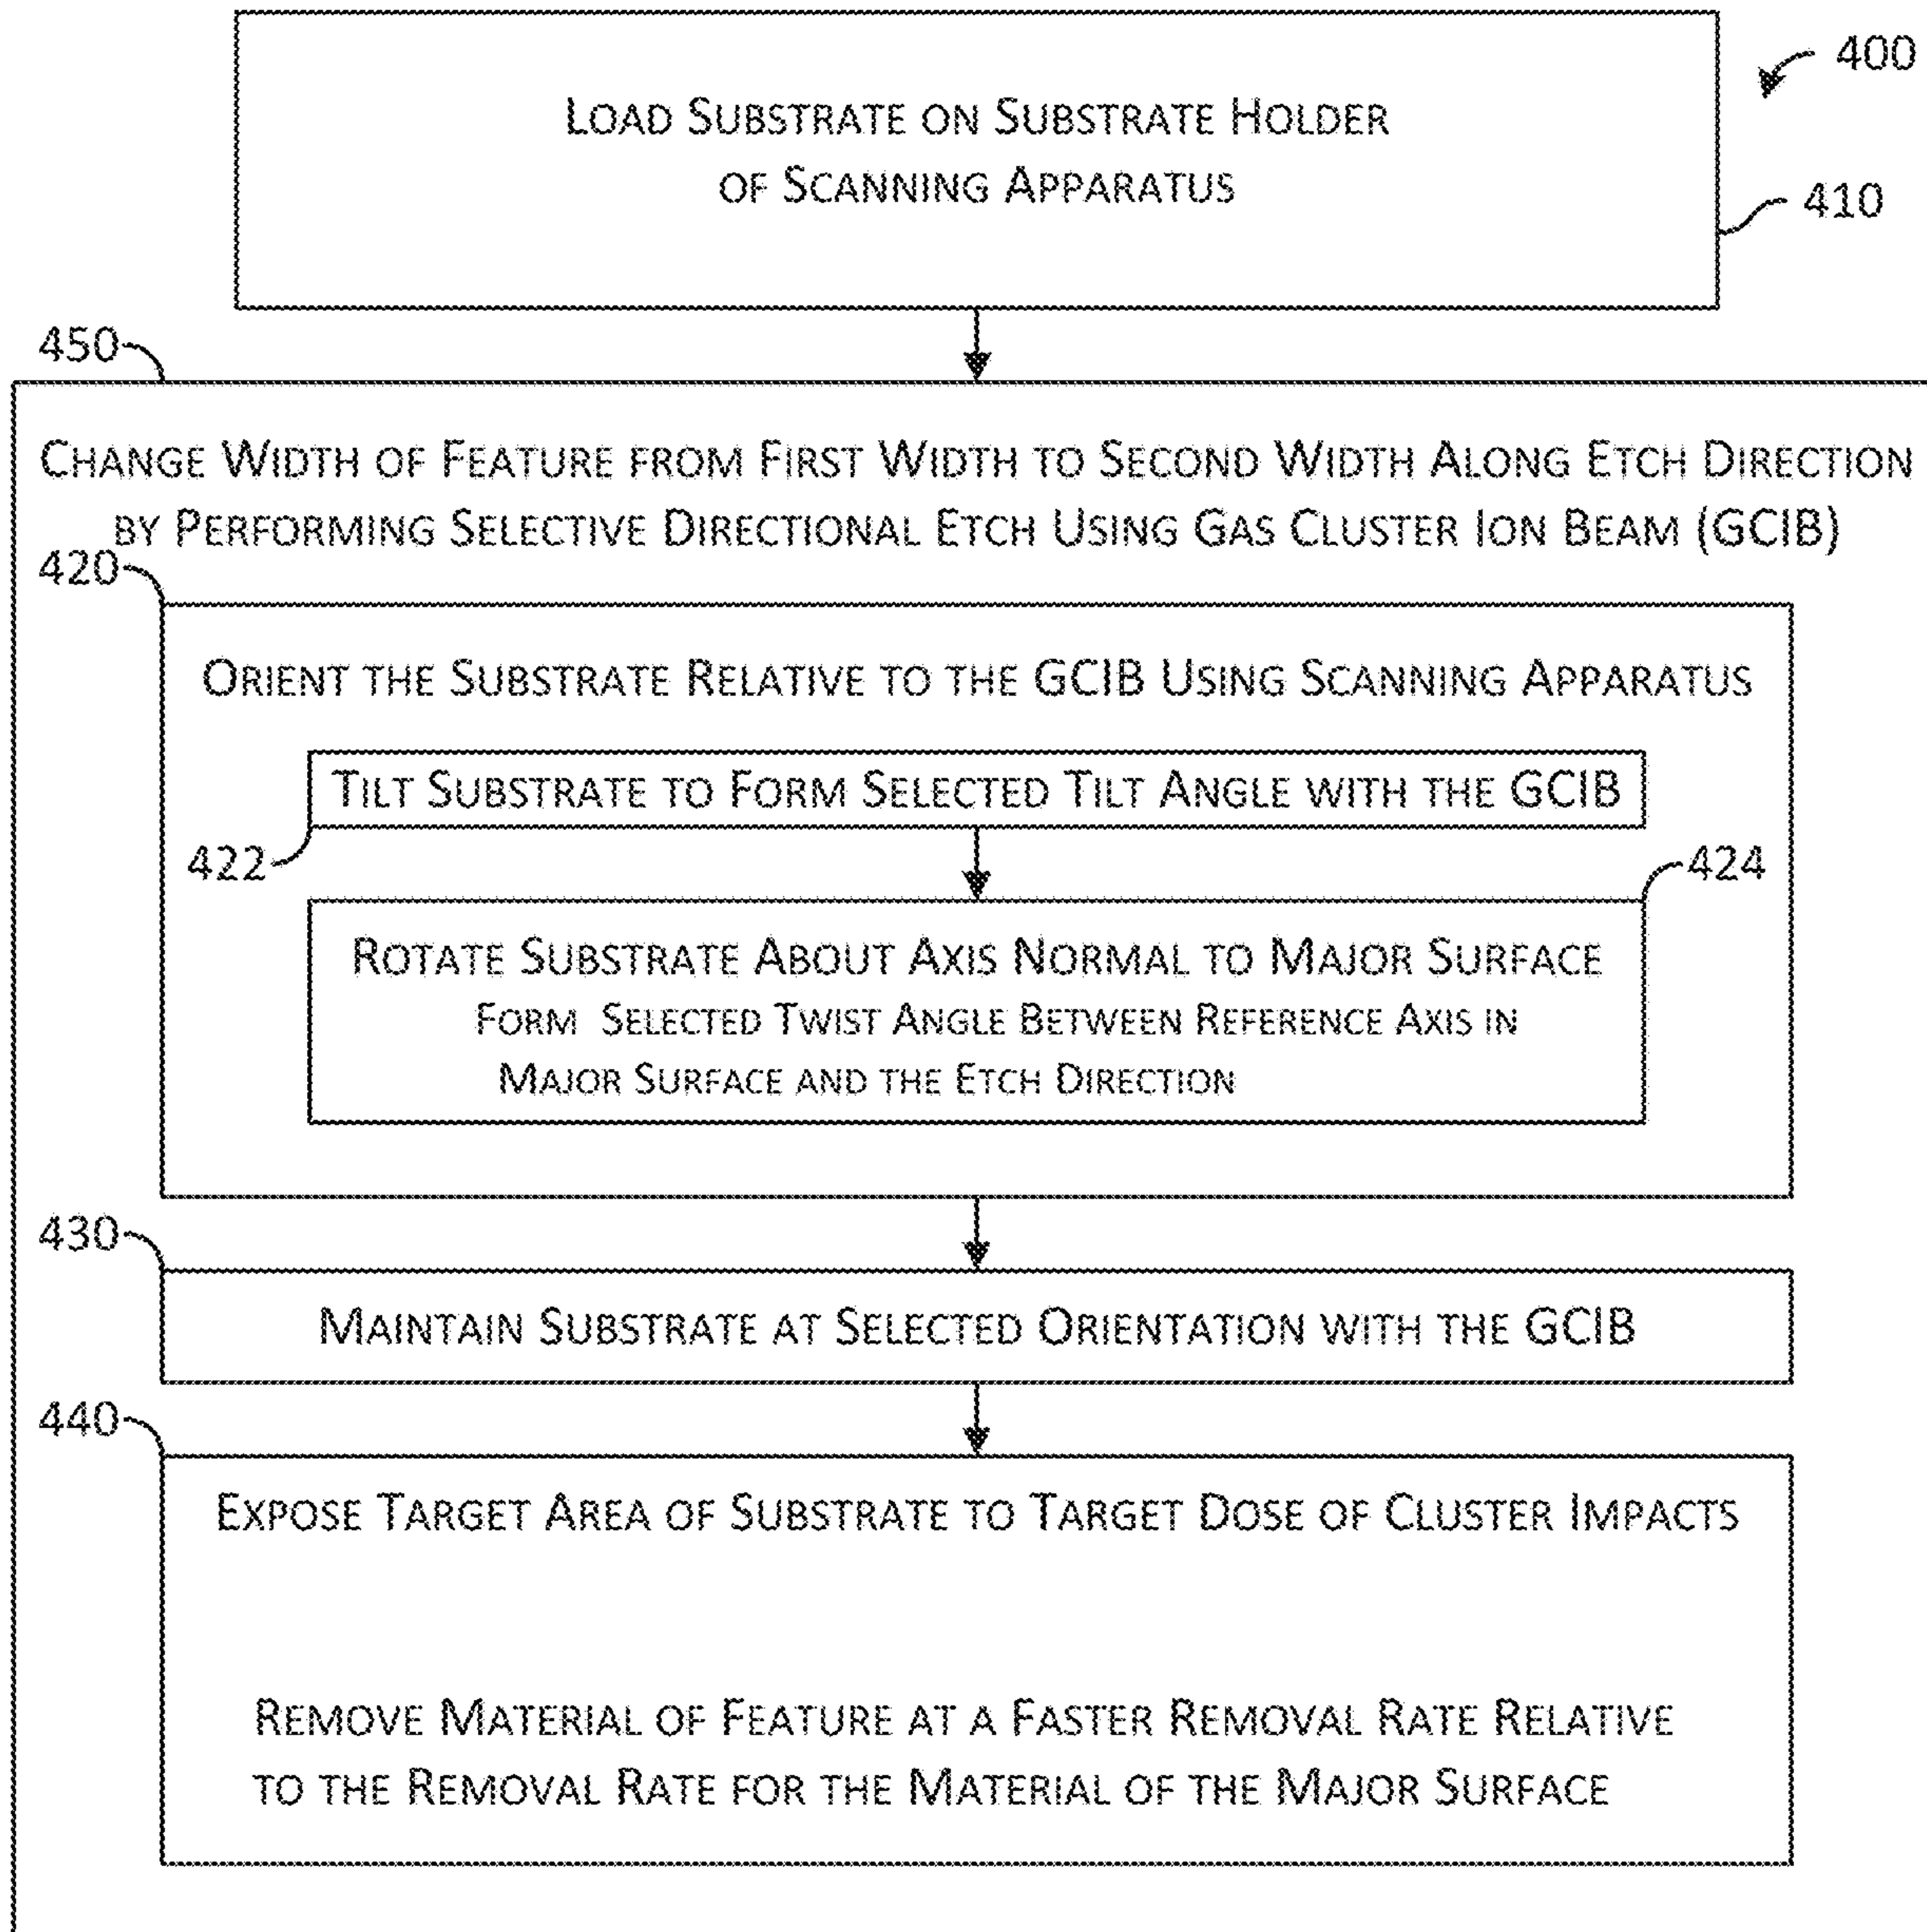 400
LOAD SUBSTRATE ON SUBSTRATE HOLDER
OF SCANNING APPARATUS
410
450
CHANGE WIDTH OF FEATURE FROM FIRST WIDTH TO SECOND WIDTH ALONG ETCH DIRECTION
BY PERFORMING SELECTIVE DIRECTIONAL ETCH USING GAS CLUSTER ION BEAM (GCIB)
420
ORIENT THE SUBSTRATE RELATIVE TO THE GCIB USING SCANNING APPARATUS
TILT SUBSTRATE TO FORM SELECTED TILT ANGLE WITH THE GCIB
422
424
ROTATE SUBSTRATE ABOUT AXIS NORMAL TO MAJOR SURFACE
FORM SELECTED TWIST ANGLE BETWEEN REFERENCE AXIS IN
MAJOR SURFACE AND THE ETCH DIRECTION
430
MAINTAIN SUBSTRATE AT SELECTED ORIENTATION WITH THE GCIB
440
EXPOSE TARGET AREA OF SUBSTRATE TO TARGET DOSE OF CLUSTER IMPACTS
REMOVE MATERIAL OF FEATURE AT A FASTER REMOVAL RATE RELATIVE
TO THE REMOVAL RATE FOR THE MATERIAL OF THE MAJOR SURFACE